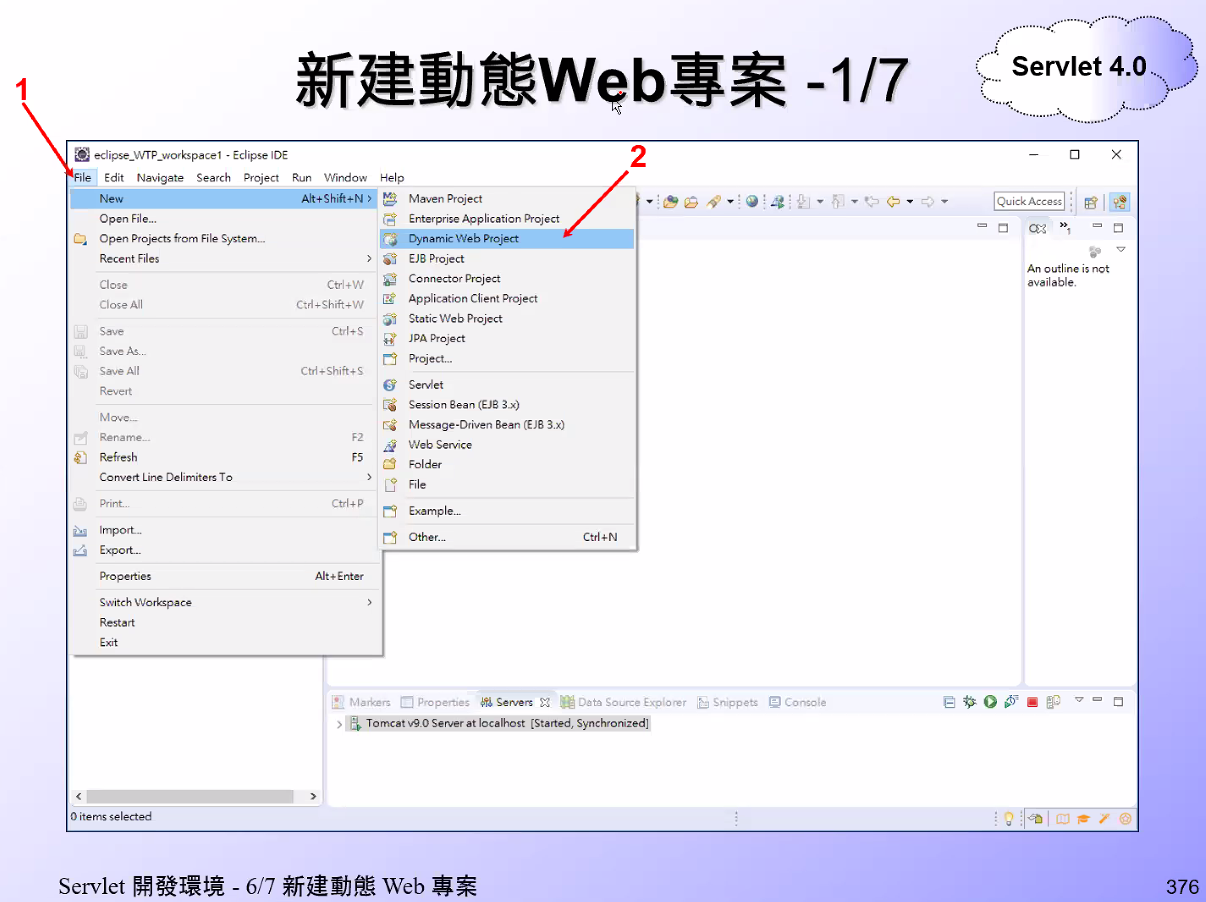 新建動態Web專案 -1/7
Servlet 4.0
1
2
eclipse_WTP_workspace1 - Eclipse IDE
File Edit Navigate Search Project Run Window Help
Quick Access
New Alt+Shift+N
Open File...
Open Projects from File System...
Recent Files
Close Ctrl+W
Close All Ctrl+Shift+W
Save Ctrl+S
Save As...
Save All Ctrl+Shift+S
Revert
Move...
Rename... F2
Refresh F5
Convert Line Delimiters To
Print... Ctrl+P
Import...
Export...
Properties Alt+Enter
Switch Workspace
Restart
Exit
Maven Project
Enterprise Application Project
Dynamic Web Project
EJB Project
Connector Project
Application Client Project
Static Web Project
JPA Project
Project...
Servlet
Session Bean (EJB 3.x)
Message-Driven Bean (EJB 3.x)
Web Service
Folder
File
Example...
Other... Ctrl+N
»1
An outline is not
available.
Markers Properties Servers Data Source Explorer Snippets Console
Tomcat v9.0 Server at localhost [Started, Synchronized]
0 items selected
Servlet 開發環境 - 6/7 新建動態 Web 專案
376